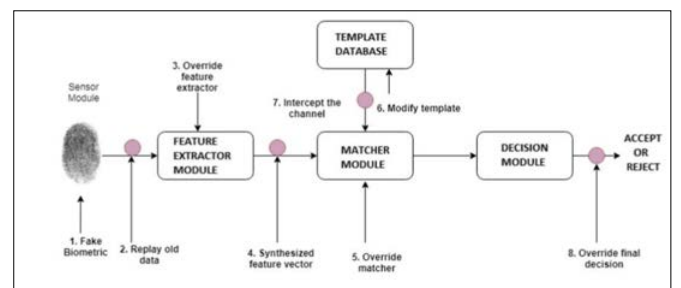 TEMPLATE
DATABASE
3. Override
feature
extractor
Sensor
Module
7. Intercept the
channel
6. Modify template
FEATURE
EXTRACTOR
MODULE
MATCHER
MODULE
DECISION
MODULE
ACCEPT
OR
REJECT
1. Fake
Biometric
2. Replay old
data
4. Synthesized
feature vector
5. Override
matcher
8. Override final
decision